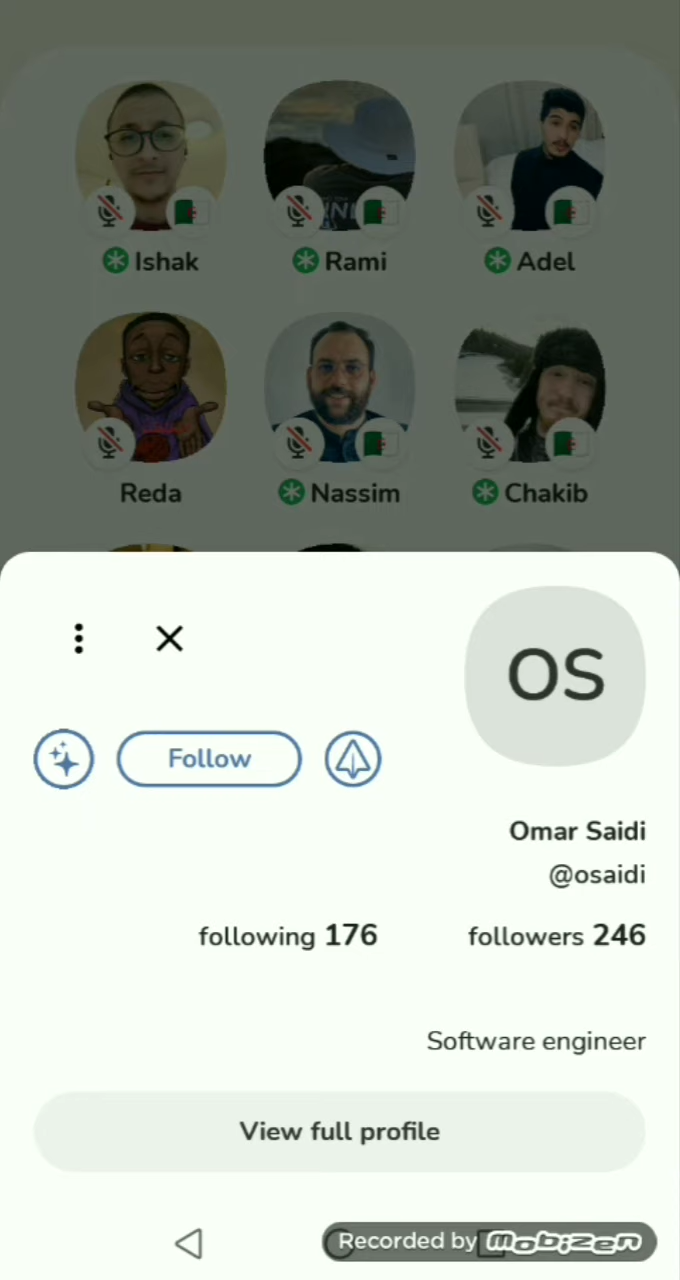 Ishak
Rami
Adel
Reda
Nassim
Chakib
OS
Follow
Omar Saidi
@osaidi
following 176
followers 246
Software engineer
View full profile
Recorded by mobizen